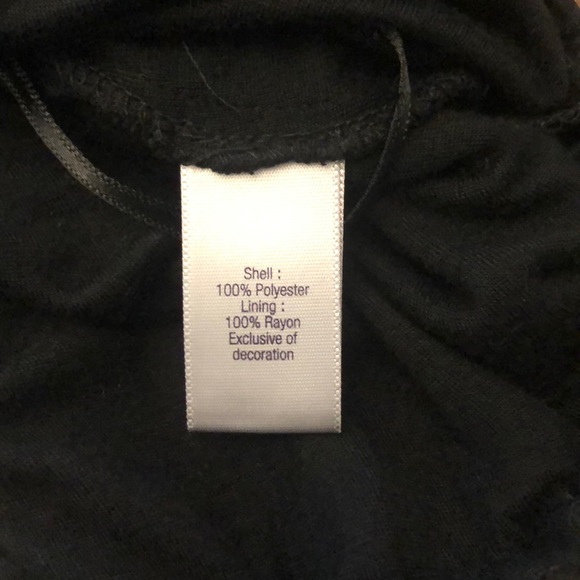 Shell :
100% Polyester
Lining :
100% Rayon
Exclusive of
decoration